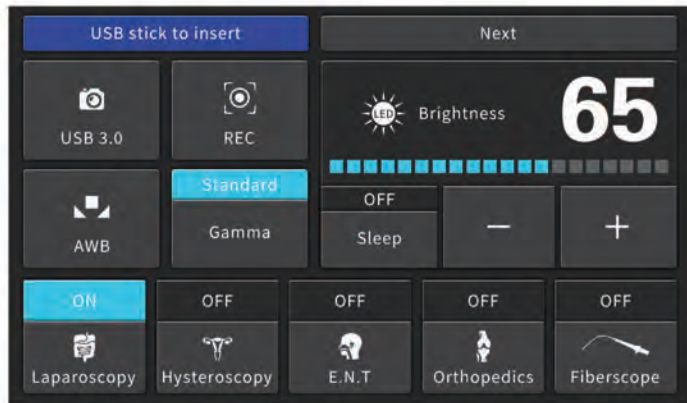 USB stick to insert
Next
USB 3.0
REC
LED
Brightness
65
AWB
Standard
Gamma
OFF
Sleep
−
+
ON
Laparoscopy
OFF
Hysteroscopy
OFF
E.N.T
OFF
Orthopedics
OFF
Fiberscope